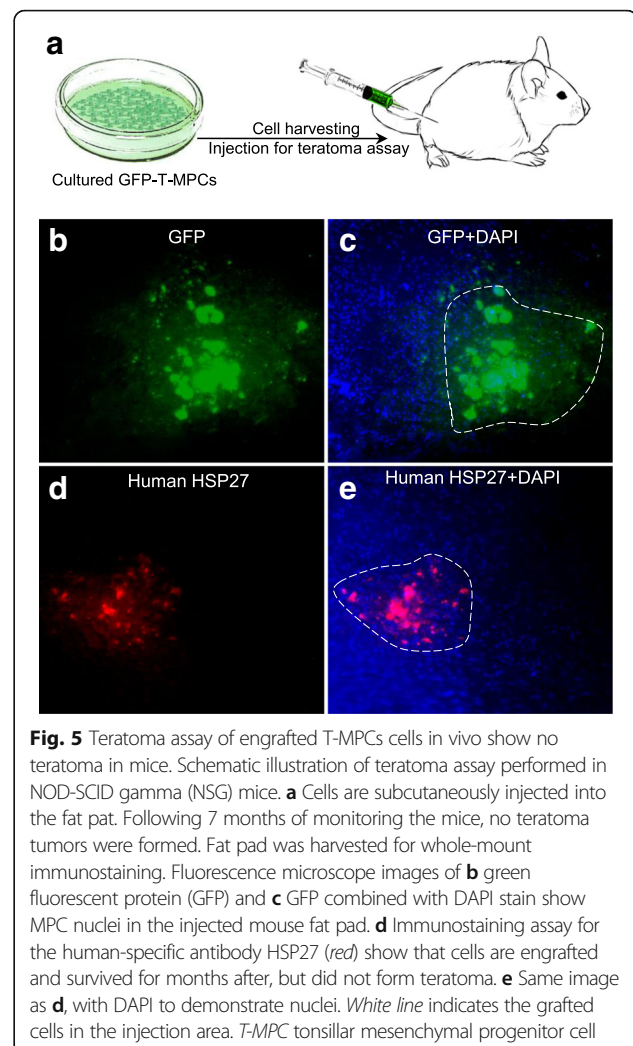 a
Cell harvesting
Injection for teratoma assay
Cultured GFP-T-MPCs
b GFP
c GFP+DAPI
d Human HSP27
e Human HSP27+DAPI
Fig. 5 Teratoma assay of engrafted T-MPCs cells in vivo show no
teratoma in mice. Schematic illustration of teratoma assay performed in
NOD-SCID gamma (NSG) mice. a Cells are subcutaneously injected into
the fat pat. Following 7 months of monitoring the mice, no teratoma
tumors were formed. Fat pad was harvested for whole-mount
immunostaining. Fluorescence microscope images of b green
fluorescent protein (GFP) and c GFP combined with DAPI stain show
MPC nuclei in the injected mouse fat pad. d Immunostaining assay for
the human-specific antibody HSP27 (red) show that cells are engrafted
and survived for months after, but did not form teratoma. e Same image
as d, with DAPI to demonstrate nuclei. White line indicates the grafted
cells in the injection area. T-MPC tonsillar mesenchymal progenitor cell